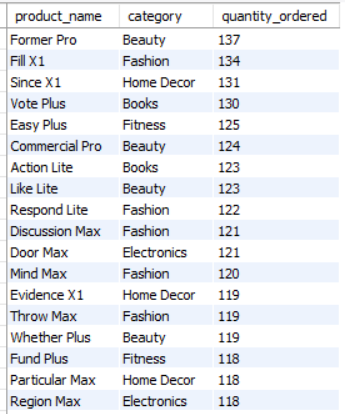 product_name category quantity_ordered
Former Pro Beauty 137
Fill X1 Fashion 134
Since X1 Home Decor 131
Vote Plus Books 130
Easy Plus Fitness 125
Commercial Pro Beauty 124
Action Lite Books 123
Like Lite Beauty 123
Respond Lite Fashion 122
Discussion Max Fashion 121
Door Max Electronics 121
Mind Max Fashion 120
Evidence X1 Home Decor 119
Throw Max Fashion 119
Whether Plus Beauty 119
Fund Plus Fitness 118
Particular Max Home Decor 118
Region Max Electronics 118